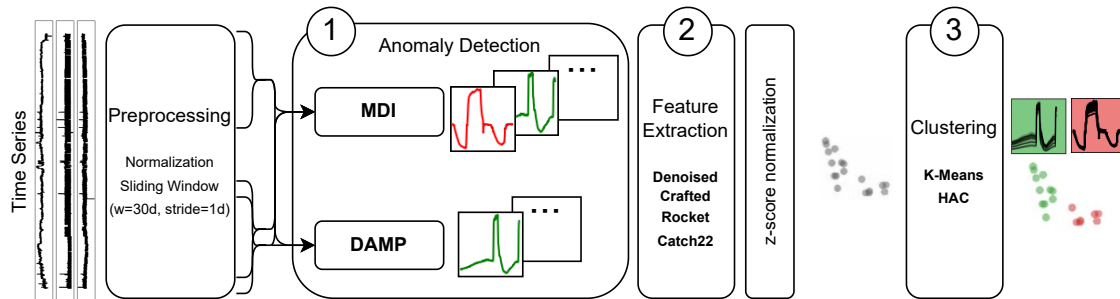 Time Series
Preprocessing
Normalization
Sliding Window
(w=30d, stride=1d)
1
Anomaly Detection
MDI
...
DAMP
...
2
Feature
Extraction
Denoised
Crafted
Rocket
Catch22
z-score normalization
3
Clustering
K-Means
HAC